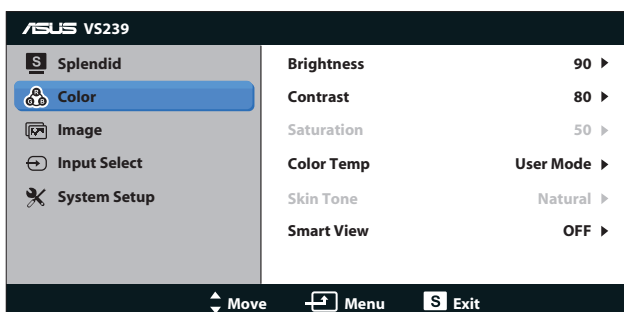 ASUS VS239
S Splendid
Color
Image
Input Select
System Setup
Brightness 90
Contrast 80
Saturation 50
Color Temp User Mode
Skin Tone Natural
Smart View OFF
Move Menu S Exit